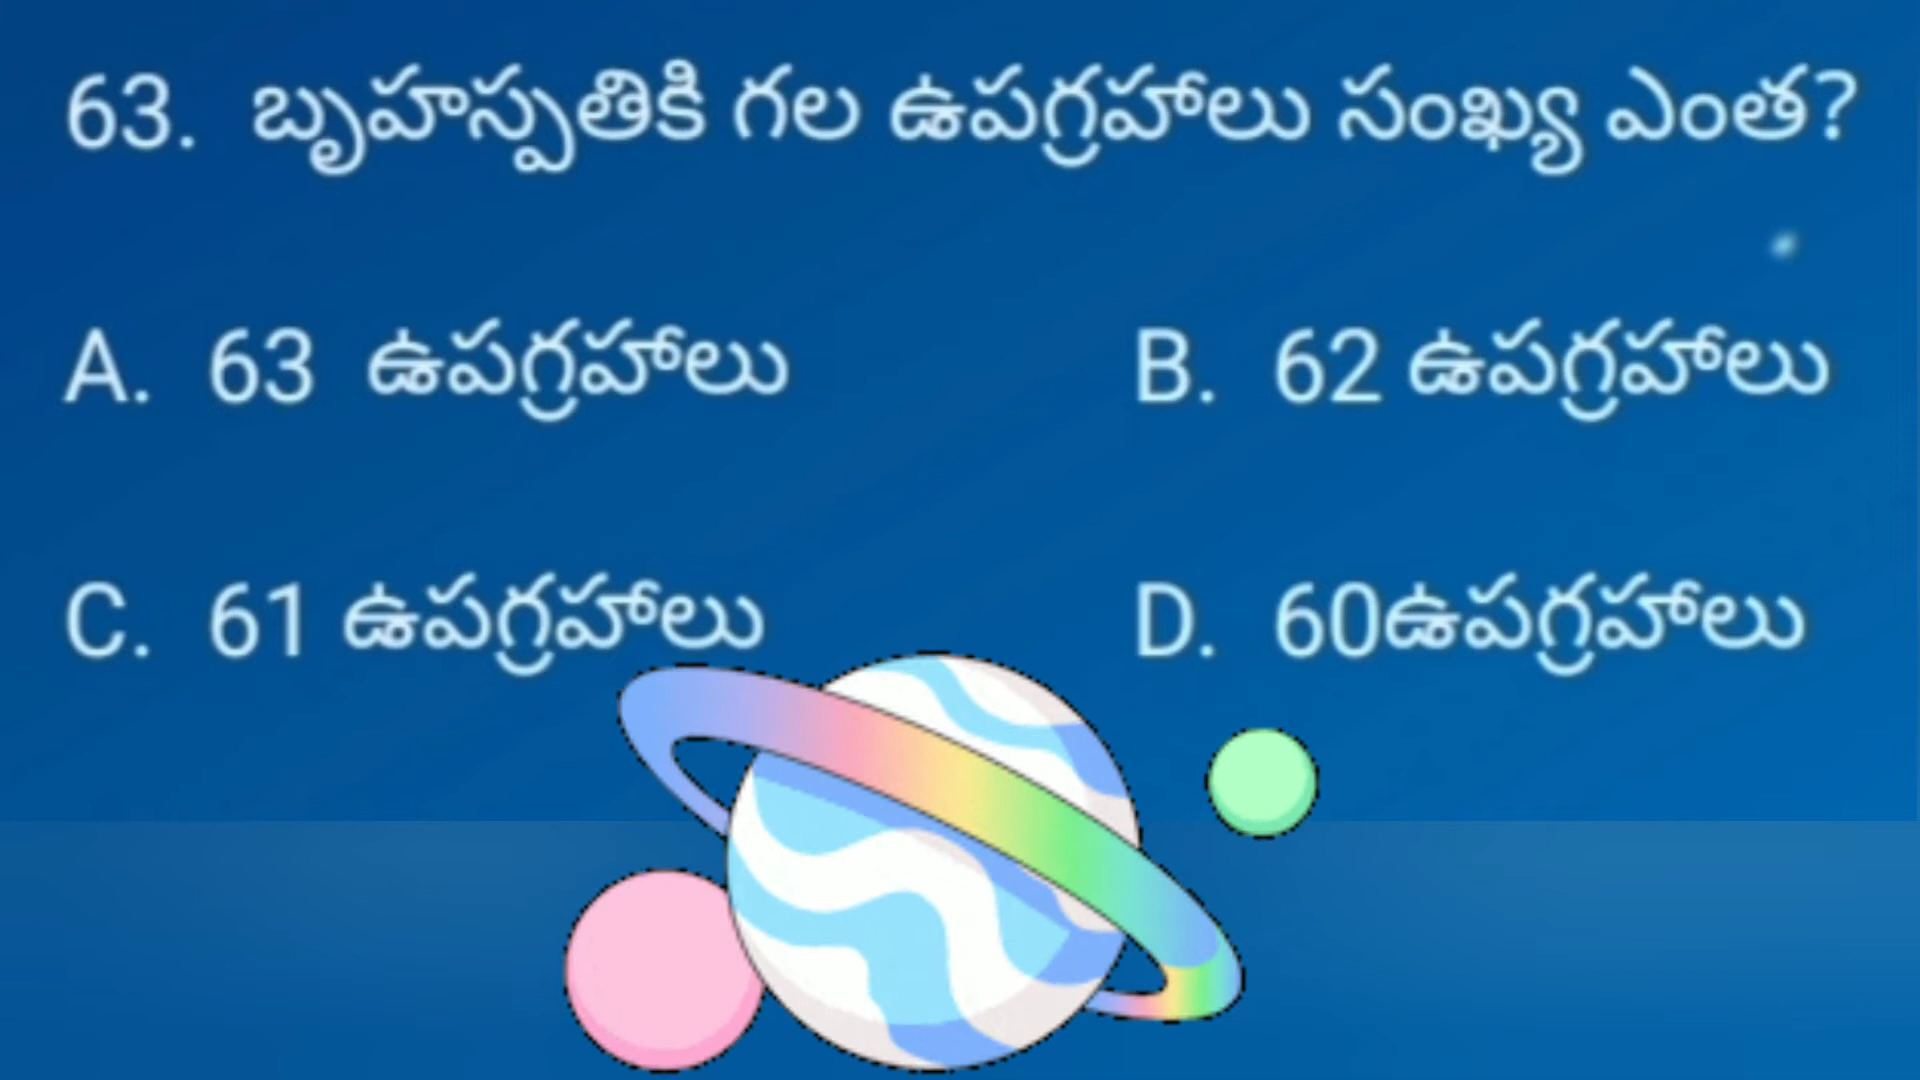 63. బృహస్పతికి గల ఉపగ్రహాలు సంఖ్య ఎంత?
A. 63 ఉపగ్రహాలు B. 62 ఉపగ్రహాలు
C. 61 ఉపగ్రహాలు D. 60ఉపగ్రహాలు